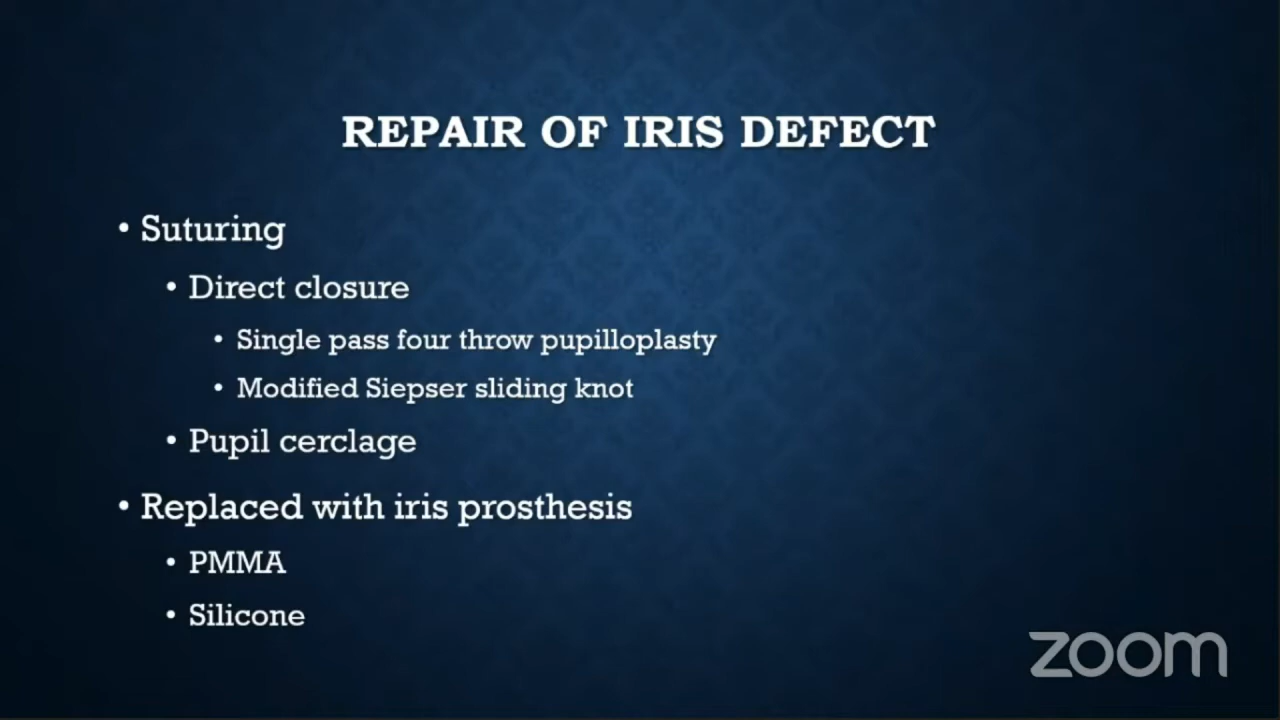 REPAIR OF IRIS DEFECT
• Suturing
• Direct closure
• Single pass four throw pupilloplasty
• Modified Siepser sliding knot
• Pupil cerclage
• Replaced with iris prosthesis
• PMMA
• Silicone
zoom